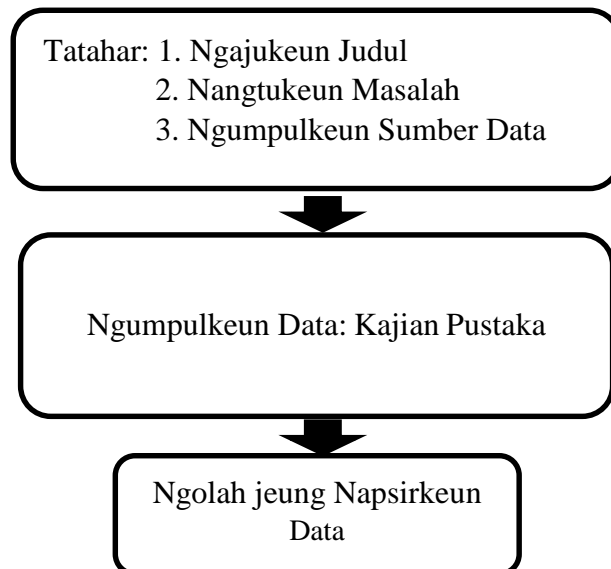 Tatahar: 1. Ngajukeun Judul
2. Nangtukeun Masalah
3. Ngumpulkeun Sumber Data
Ngumpulkeun Data: Kajian Pustaka
Ngolah jeung Napsirkeun
Data